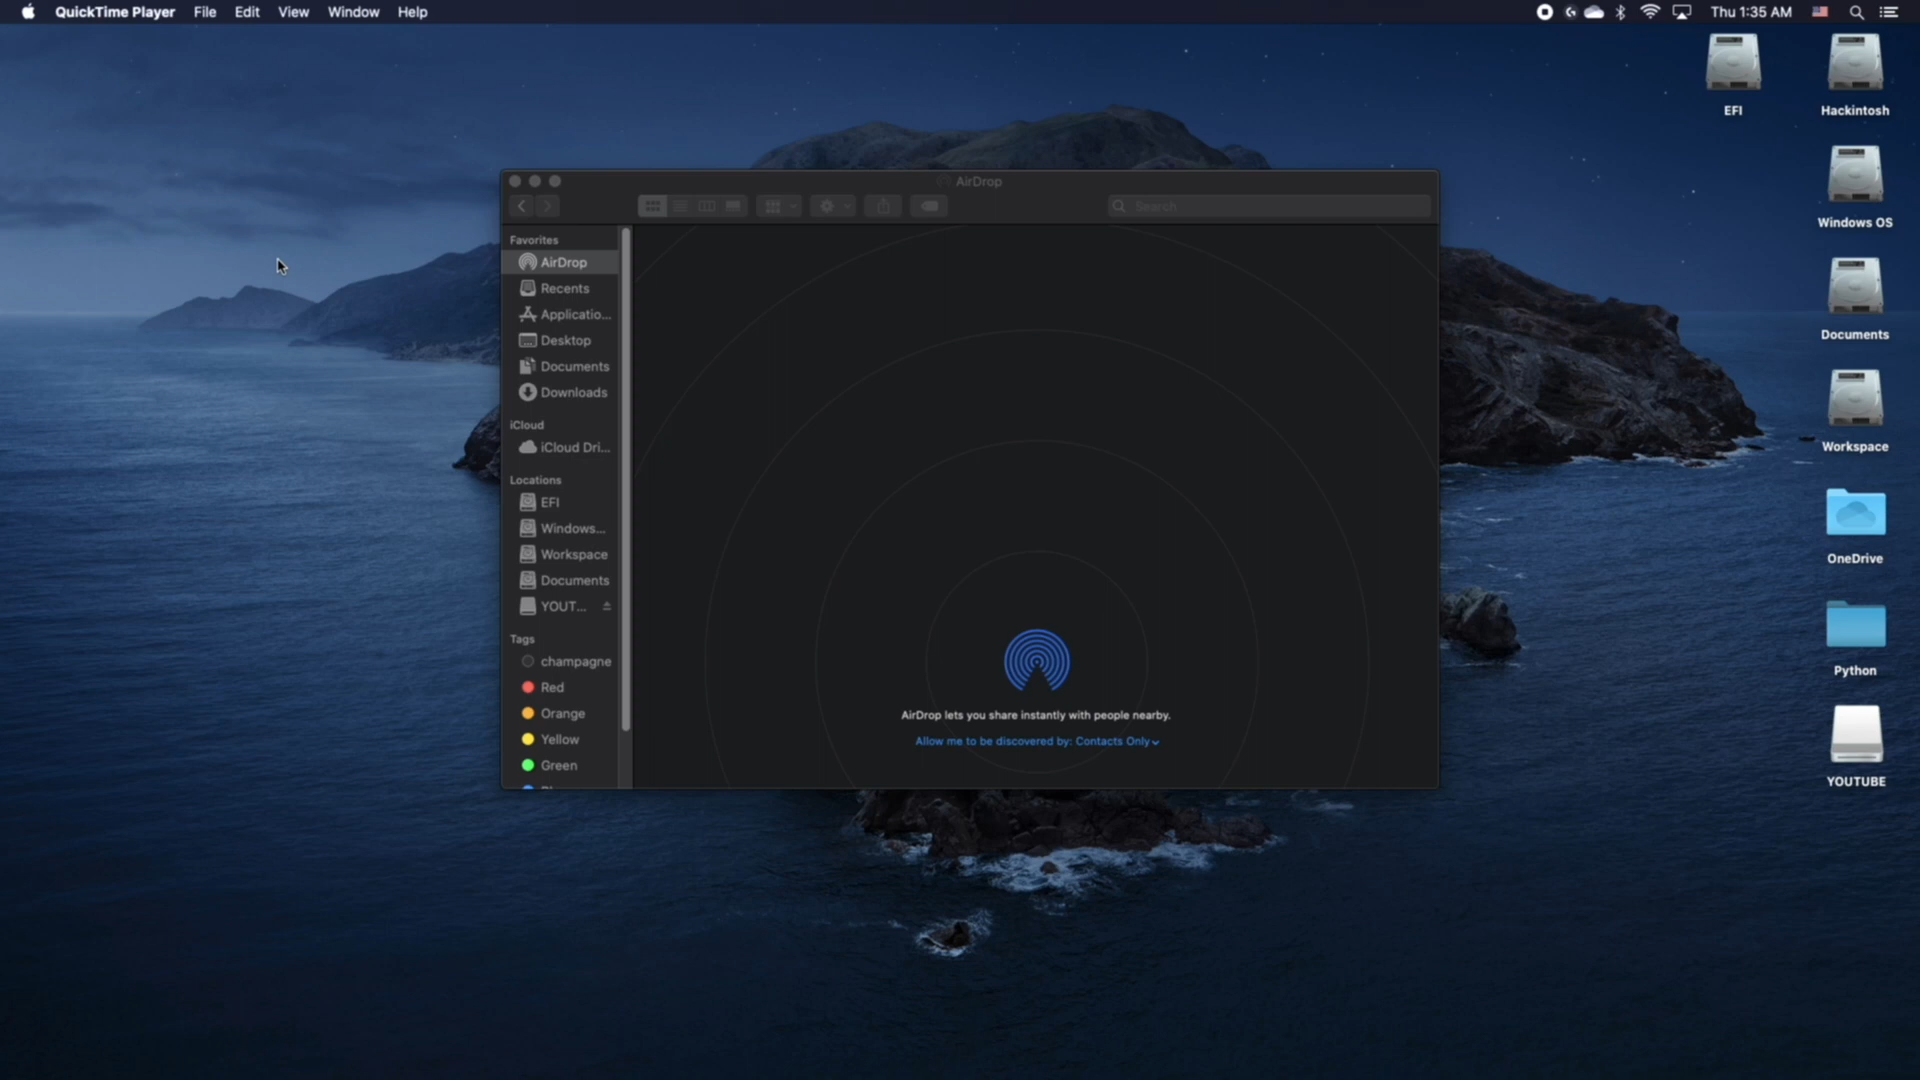 QuickTime Player File Edit View Window Help
Thu 1:35 AM
EFI
Hackintosh
Windows OS
Documents
Workspace
OneDrive
Python
YOUTUBE
AirDrop
Search
Favorites
AirDrop
Recents
Applicatio...
Desktop
Documents
Downloads
iCloud
iCloud Dri...
Locations
EFI
Windows...
Workspace
Documents
YOUT...
Tags
champagne
Red
Orange
Yellow
Green
AirDrop lets you share instantly with people nearby.
Allow me to be discovered by: Contacts Only